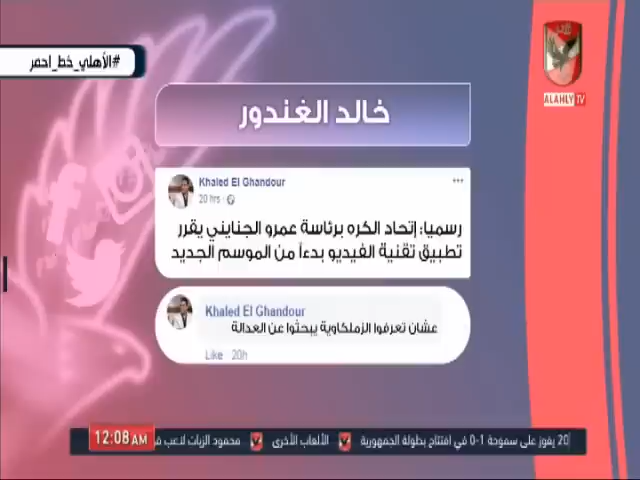 #الأهلي_خط_احمر
ALAHLY TV
خالد الغندور
Khaled El Ghandour
20 hrs
رسميا: إتحاد الكره برئاسة عمرو الجنايني يقرر
تطبيق تقنية الفيديو بدءاً من الموسم الجديد
Khaled El Ghandour
عشان تعرفوا الزملكاوية يبحثوا عن العدالة
Like 20h
12:08 AM
20 يفوز على سموحة 1-0 في افتتاح بطولة الجمهورية الألعاب الأخرى محمود الزيات لاعب